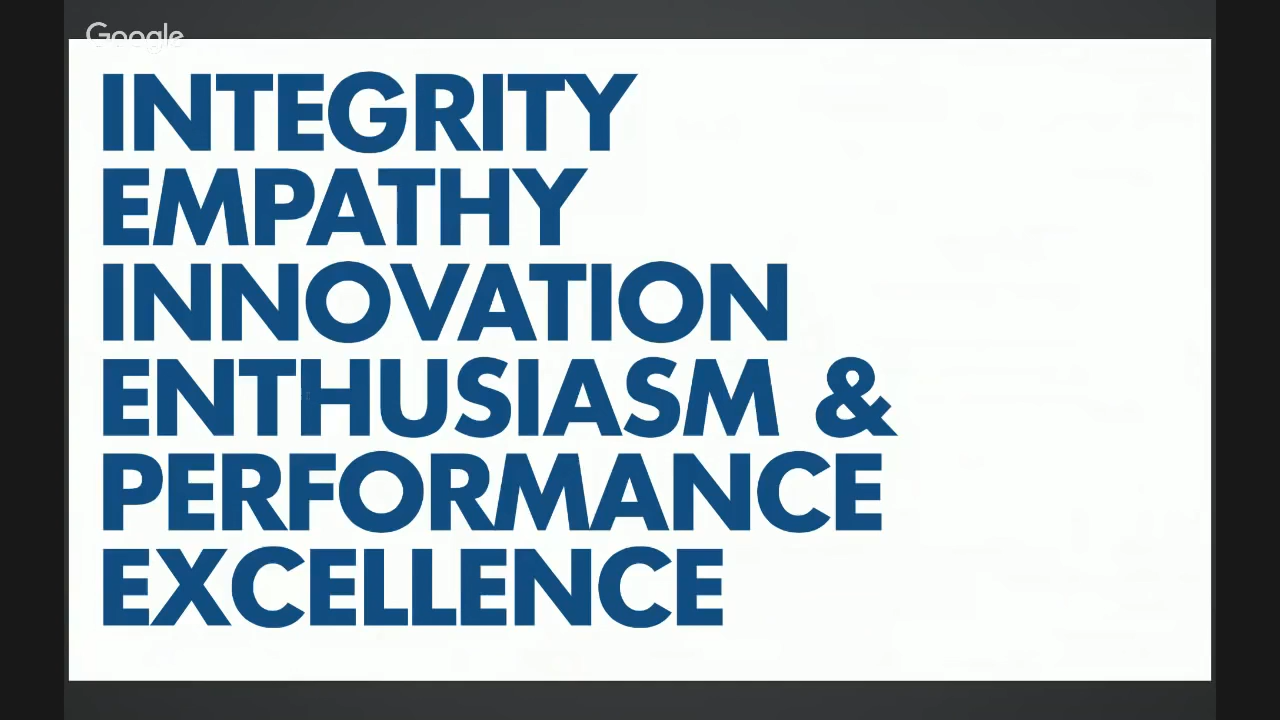 Google
INTEGRITY
EMPATHY
INNOVATION
ENTHUSIASM &
PERFORMANCE
EXCELLENCE